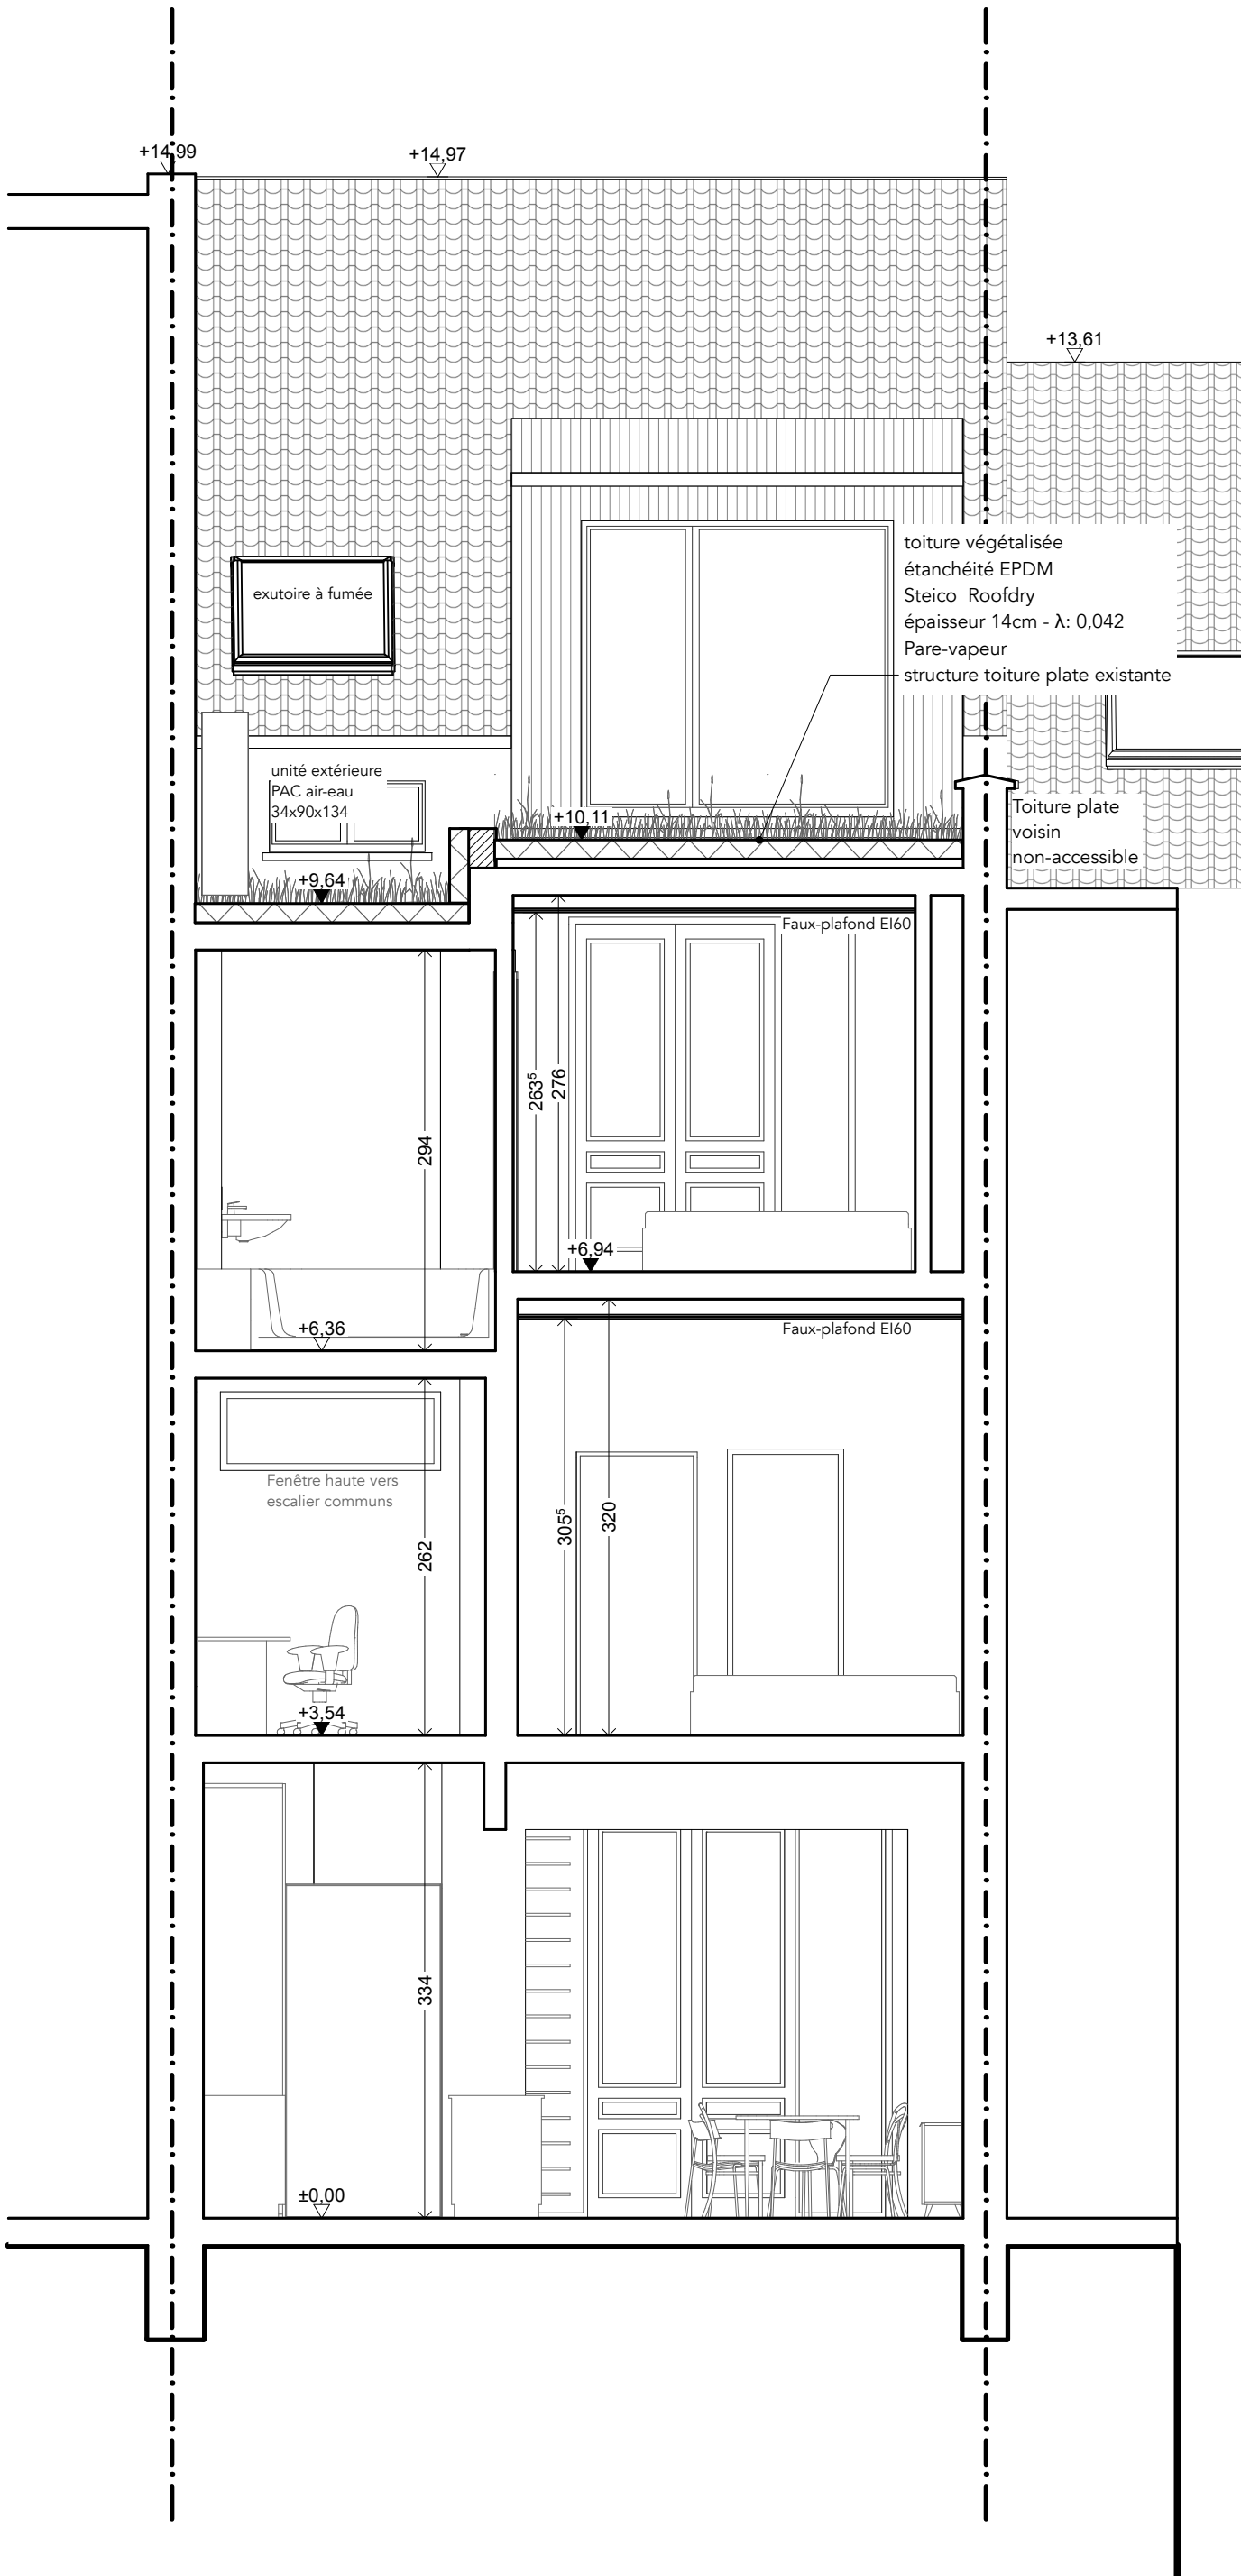 +14,99
+14,97
+13,61
toiture végétalisée
étanchéité EPDM
Steico Roofdry
épaisseur 14cm - λ: 0,042
Pare-vapeur
structure toiture plate existante
exutoire à fumée
unité extérieure
PAC air-eau
34x90x134
+10,11
Toiture plate
voisin
non-accessible
+9,64
Faux-plafond EI60
263⁵
276
294
+6,94
+6,36
Faux-plafond EI60
Fenêtre haute vers
escalier communs
262
305⁵
320
+3,54
334
±0,00